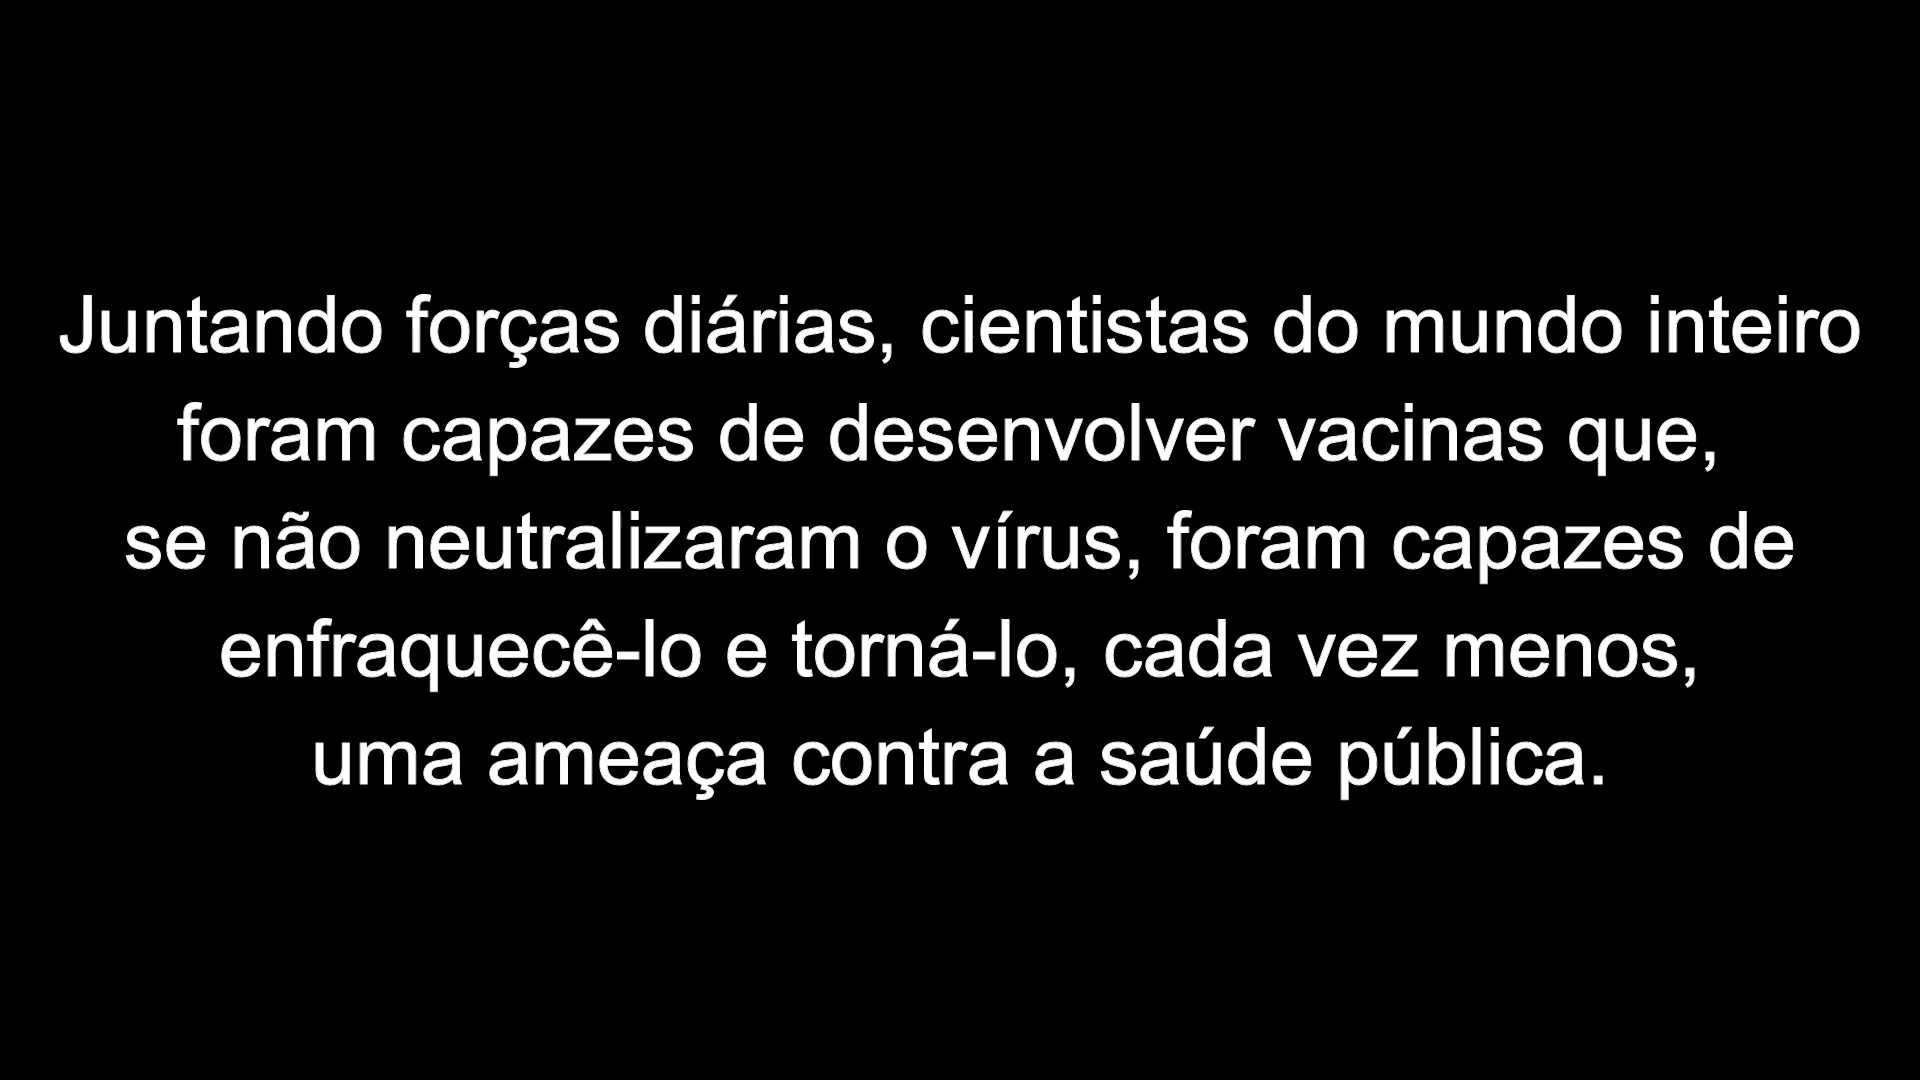 Juntando forças diárias, cientistas do mundo inteiro
foram capazes de desenvolver vacinas que,
se não neutralizaram o vírus, foram capazes de
enfraquecê-lo e torná-lo, cada vez menos,
uma ameaça contra a saúde pública.